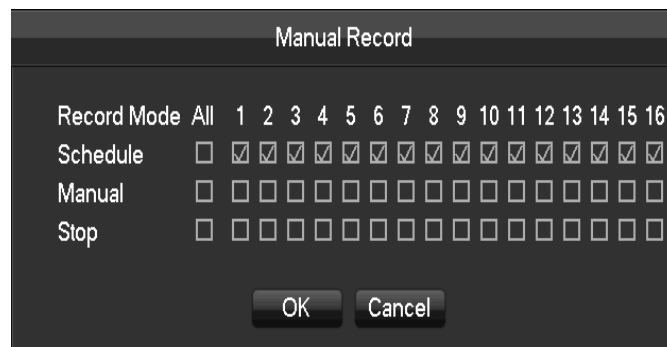 Manual Record
Record Mode All 1 2 3 4 5 6 7 8 9 10 11 12 13 14 15 16
Schedule
Manual
Stop
OK Cancel